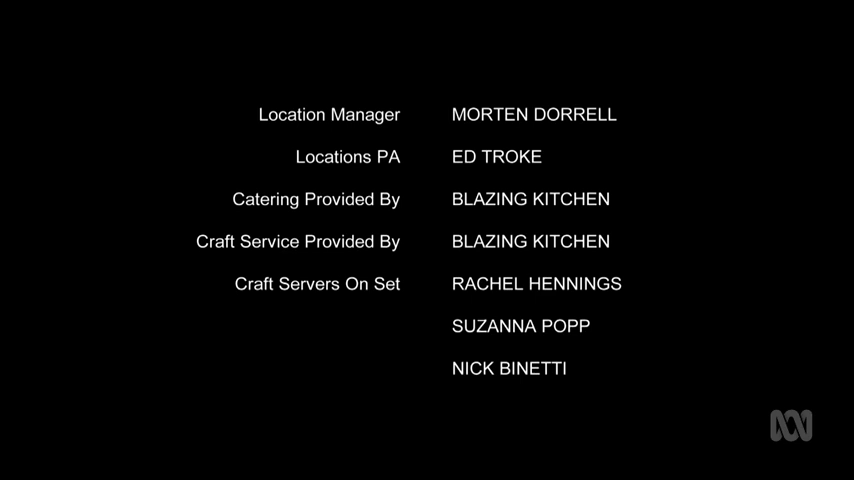 Location Manager MORTEN DORRELL
Locations PA ED TROKE
Catering Provided By BLAZING KITCHEN
Craft Service Provided By BLAZING KITCHEN
Craft Servers On Set RACHEL HENNINGS
SUZANNA POPP
NICK BINETTI